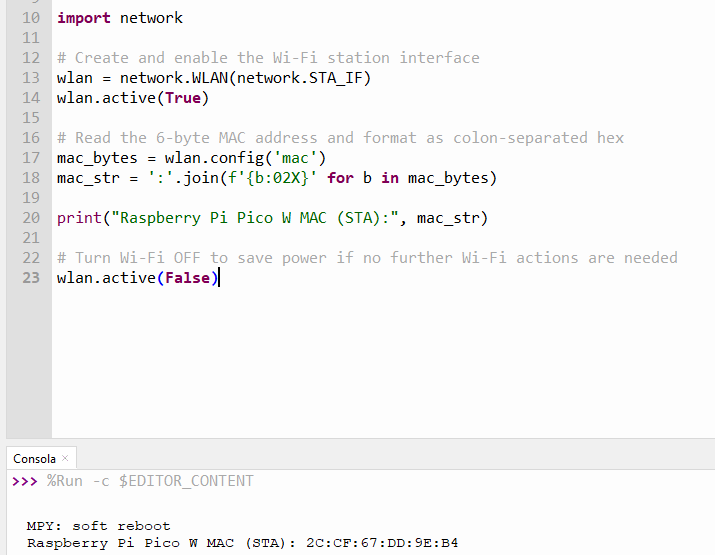 10 import network
11
12 # Create and enable the Wi-Fi station interface
13 wlan = network.WLAN(network.STA_IF)
14 wlan.active(True)
15
16 # Read the 6-byte MAC address and format as colon-separated hex
17 mac_bytes = wlan.config('mac')
18 mac_str = ':'.join(f'{b:02X}' for b in mac_bytes)
19
20 print("Raspberry Pi Pico W MAC (STA):", mac_str)
21
22 # Turn Wi-Fi OFF to save power if no further Wi-Fi actions are needed
23 wlan.active(False)
Consola ×
>>> %Run -c $EDITOR_CONTENT
MPY: soft reboot
Raspberry Pi Pico W MAC (STA): 2C:CF:67:DD:9E:B4